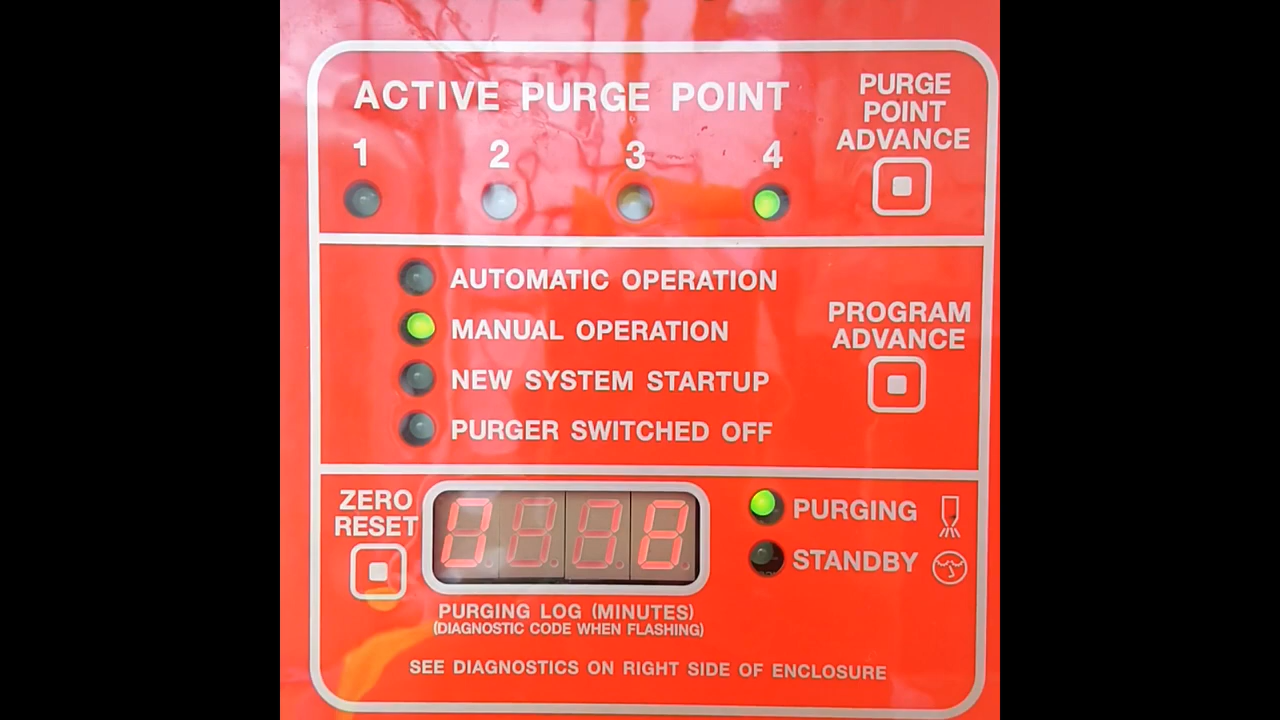 ACTIVE PURGE POINT
1 2 3 4
PURGE
POINT
ADVANCE
AUTOMATIC OPERATION
MANUAL OPERATION
NEW SYSTEM STARTUP
PURGER SWITCHED OFF
PROGRAM
ADVANCE
ZERO
RESET
PURGING LOG (MINUTES)
(DIAGNOSTIC CODE WHEN FLASHING)
PURGING
STANDBY
SEE DIAGNOSTICS ON RIGHT SIDE OF ENCLOSURE